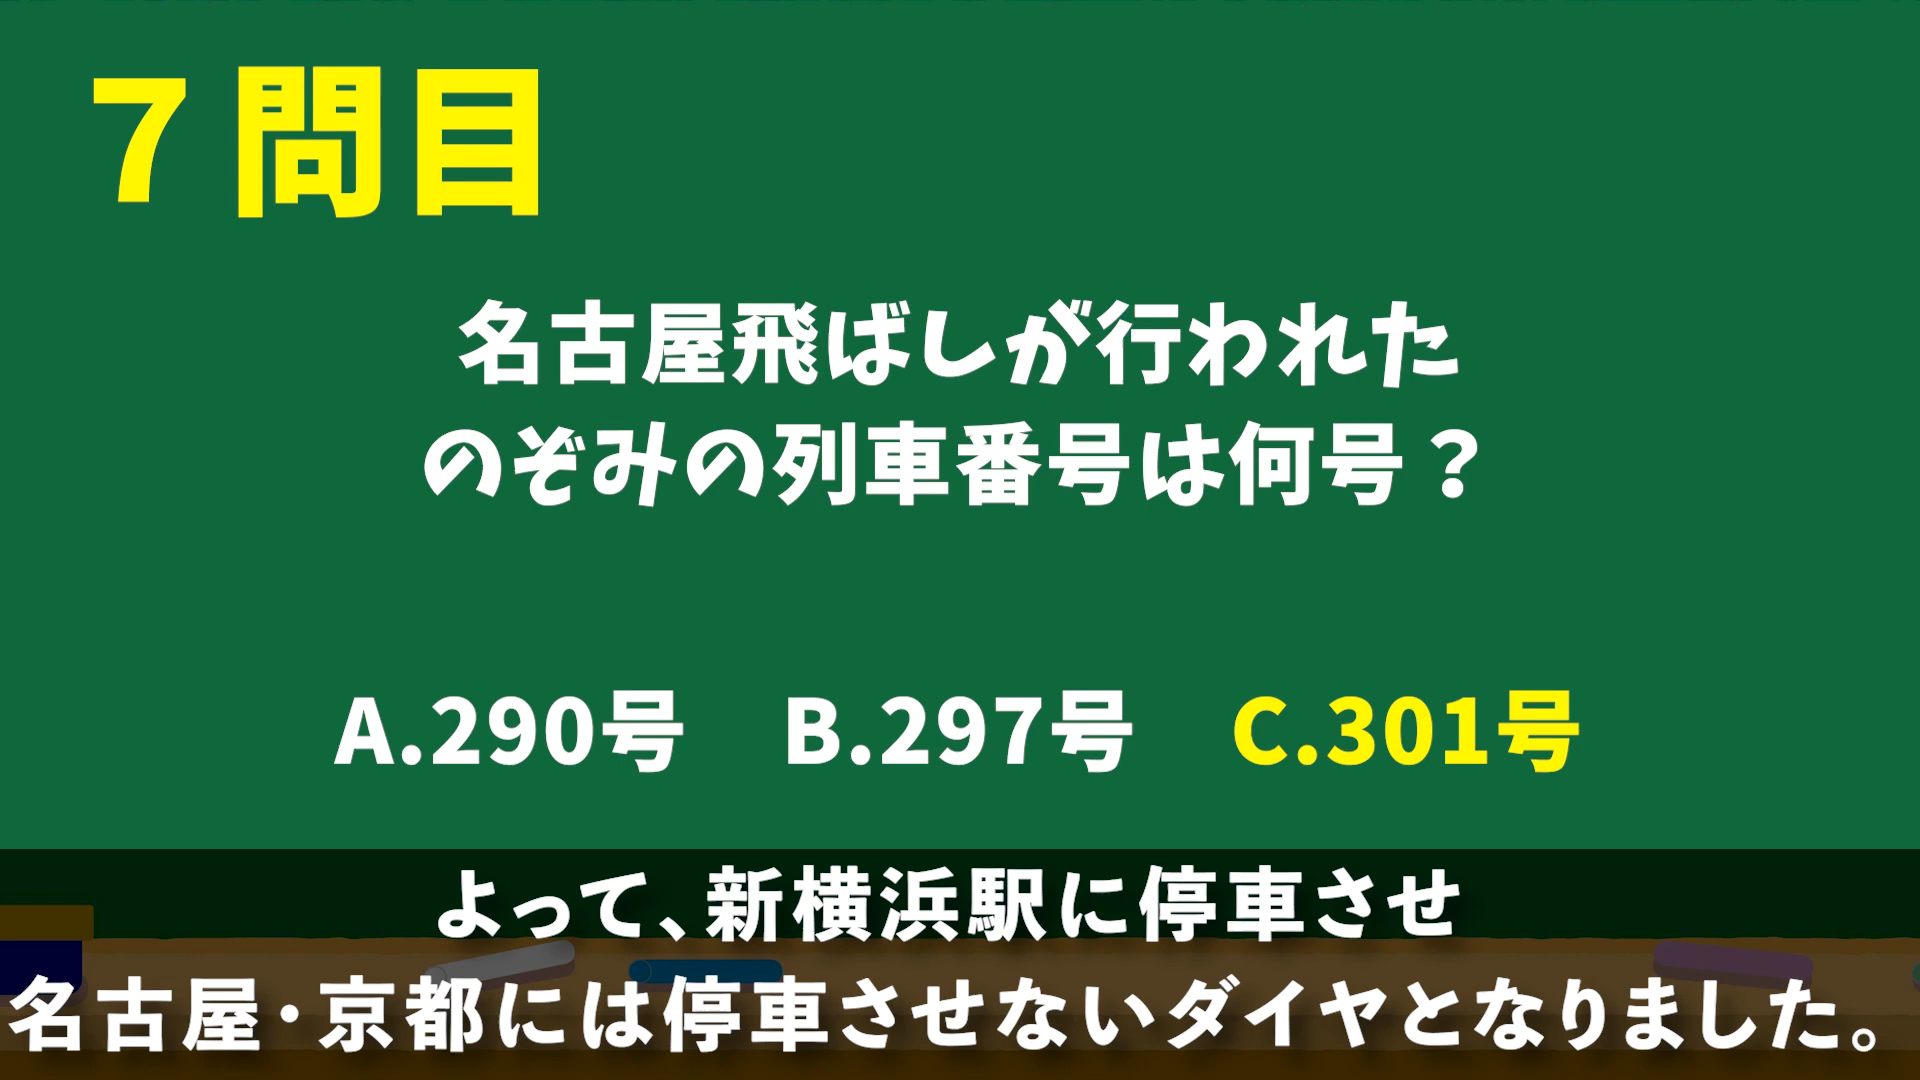 7問目
名古屋飛ばしが行われた
のぞみの列車番号は何号？
A.290号 B.297号 C.301号
よって、新横浜駅に停車させ
名古屋・京都には停車させないダイヤとなりました。